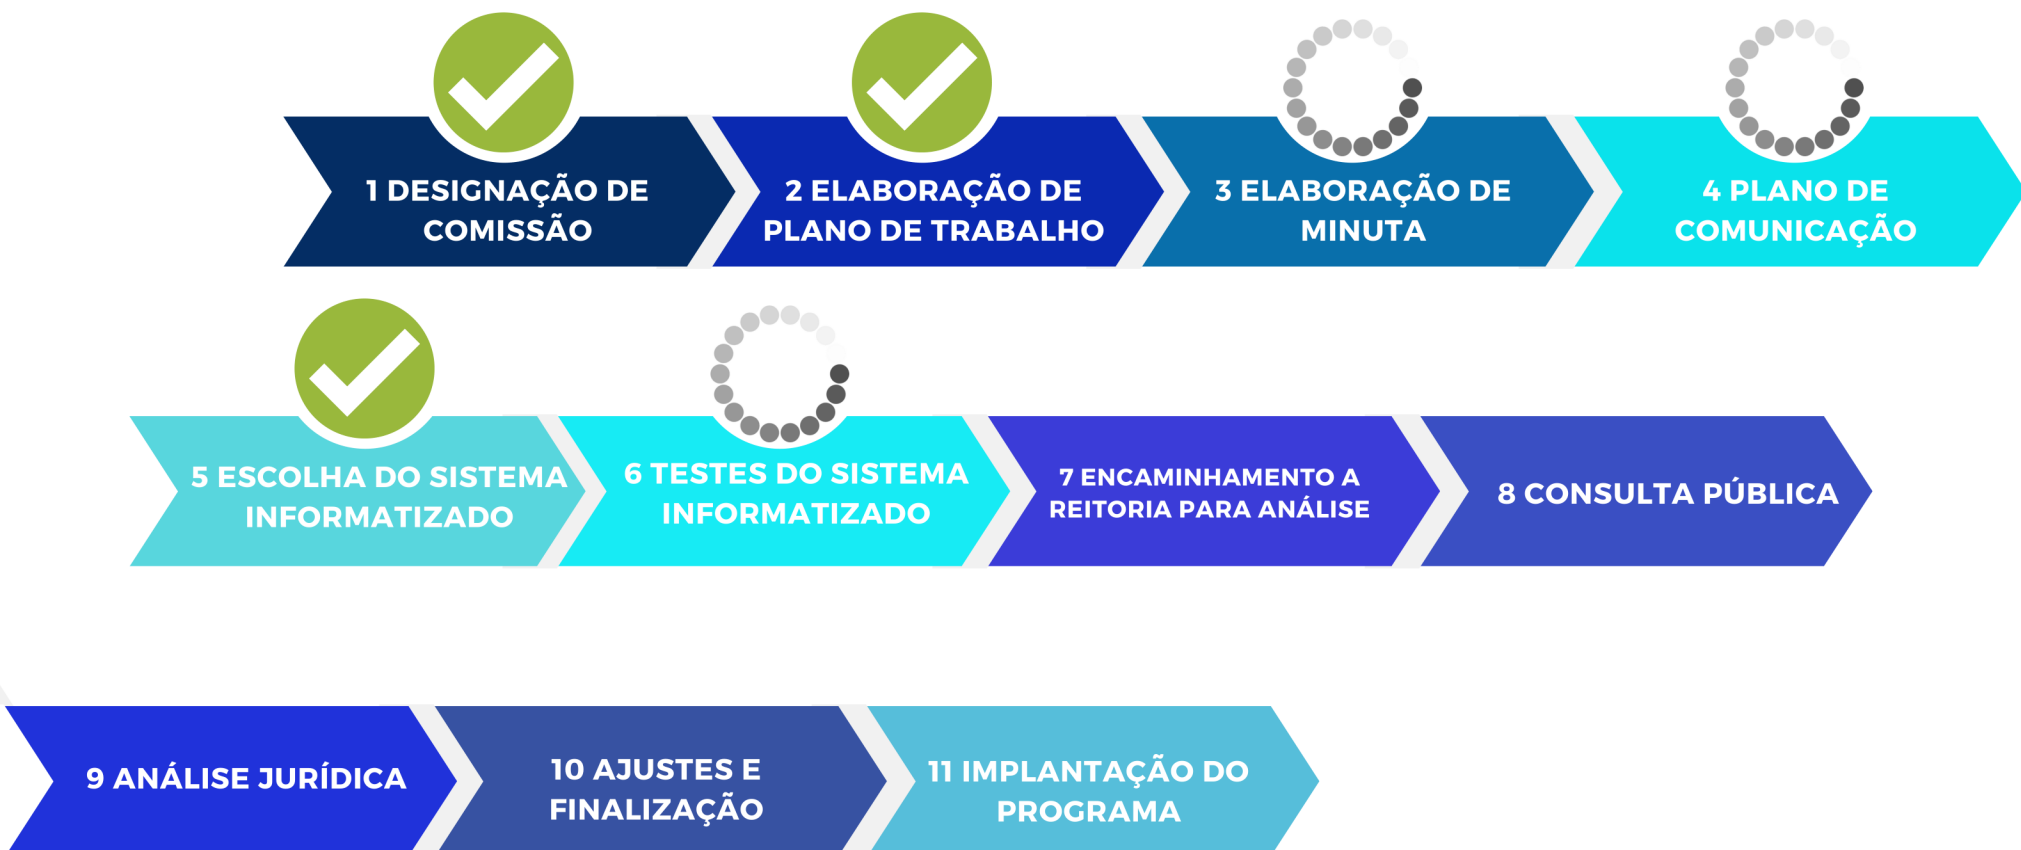 1 DESIGNAÇÃO DE
COMISSÃO
2 ELABORAÇÃO DE
PLANO DE TRABALHO
3 ELABORAÇÃO DE
MINUTA
4 PLANO DE
COMUNICAÇÃO
5 ESCOLHA DO SISTEMA
INFORMATIZADO
6 TESTES DO SISTEMA
INFORMATIZADO
7 ENCAMINHAMENTO A
REITORIA PARA ANÁLISE
8 CONSULTA PÚBLICA
9 ANÁLISE JURÍDICA
10 AJUSTES E
FINALIZAÇÃO
11 IMPLANTAÇÃO DO
PROGRAMA